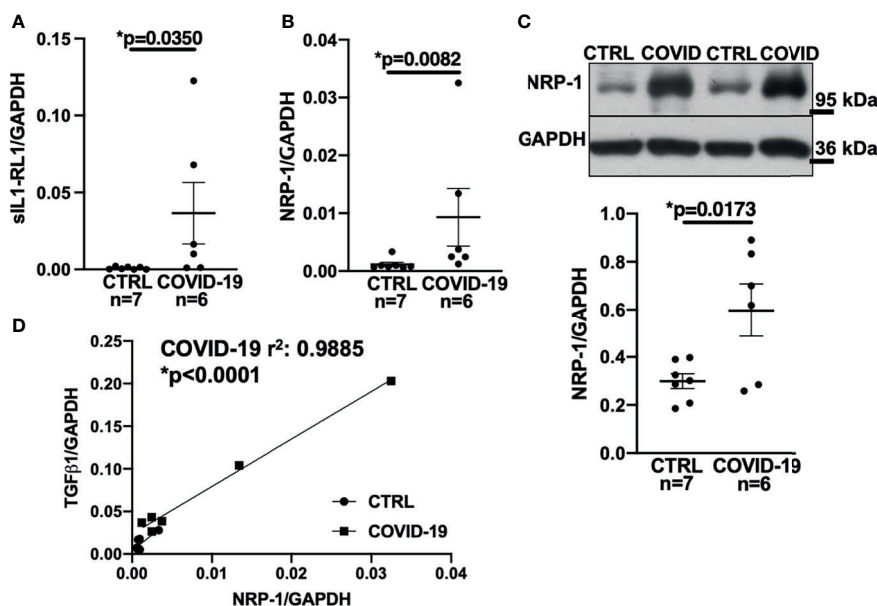 A
*p=0.0350
sIL1-RL1/GAPDH
0.15
0.10
0.05
0.00
CTRL COVID-19
n=7 n=6
B
*p=0.0082
NRP-1/GAPDH
0.04
0.03
0.02
0.01
0.00
CTRL COVID-19
n=7 n=6
C
CTRL COVID CTRL COVID
NRP-1
95 kDa
GAPDH
36 kDa
*p=0.0173
NRP-1/GAPDH
1.0
0.8
0.6
0.4
0.2
0.0
CTRL COVID-19
n=7 n=6
D
COVID-19 r²: 0.9885
*p<0.0001
TGFβ1/GAPDH
0.20
0.15
0.10
0.05
0.00
CTRL
COVID-19
0.00 0.01 0.02 0.03 0.04
NRP-1/GAPDH